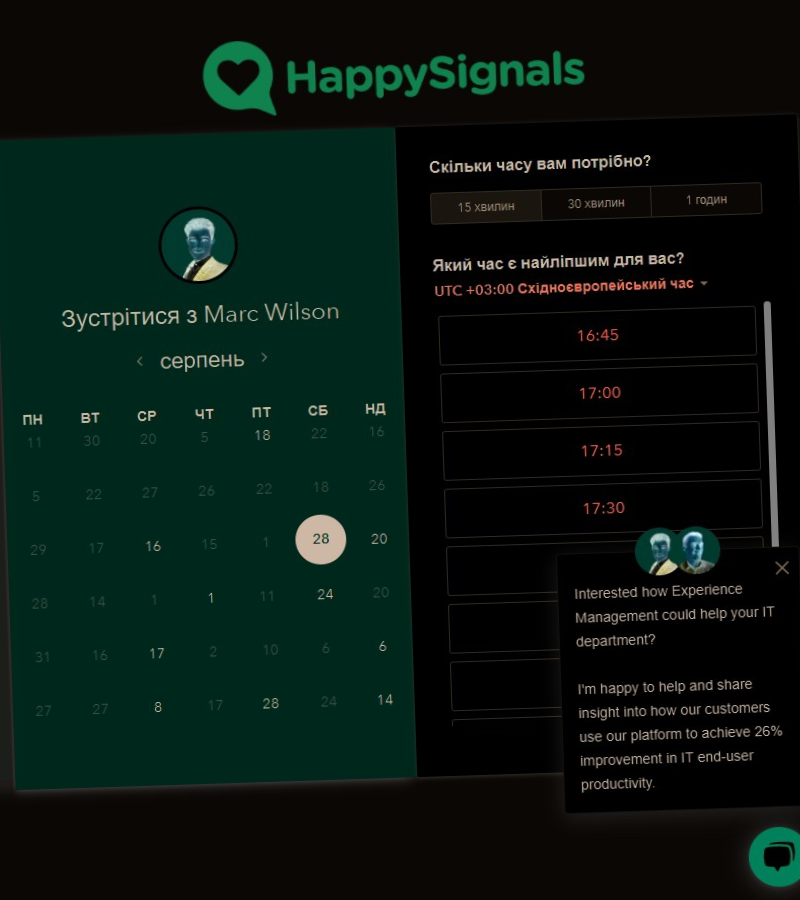 HappySignals
Зустрітися з Marc Wilson
серпень
ПН ВТ СР ЧТ ПТ СБ НД
11 30 20 5 18 22 16
5 22 27 26 22 18 26
29 17 16 15 1 28 20
28 14 1 1 11 24 20
31 16 17 2 10 6 6
27 27 8 17 28 24 14
Скільки часу вам потрібно?
15 хвилин 30 хвилин 1 годин
Який час є найліпшим для вас?
UTC +03:00 Східноєвропейський час
16:45
17:00
17:15
17:30
Interested how Experience
Management could help your IT
department?
I'm happy to help and share
insight into how our customers
use our platform to achieve 26%
improvement in IT end-user
productivity.